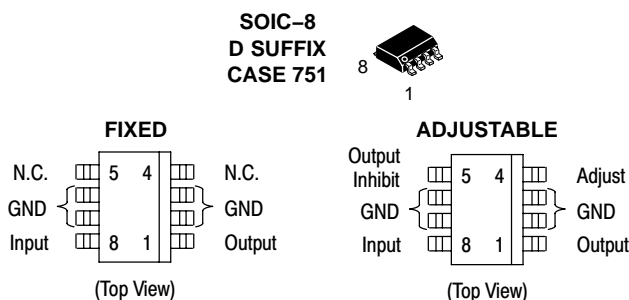 SOIC–8
D SUFFIX
CASE 751
8
1
FIXED
N.C. 5 4 N.C.
GND GND
Input 8 1 Output
(Top View)
ADJUSTABLE
Output
Inhibit 5 4 Adjust
GND GND
Input 8 1 Output
(Top View)